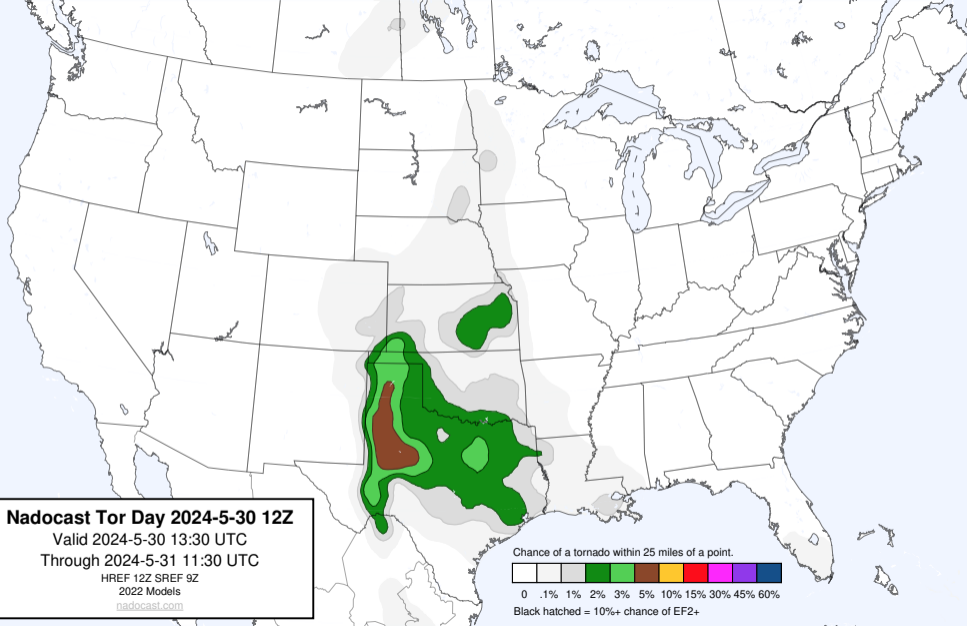 Nadocast Tor Day 2024-5-30 12Z
Valid 2024-5-30 13:30 UTC
Through 2024-5-31 11:30 UTC
HREF 12Z SREF 9Z
2022 Models
nadocast.com
Chance of a tornado within 25 miles of a point.
0 .1% 1% 2% 3% 5% 10% 15% 30% 45% 60%
Black hatched = 10%+ chance of EF2+